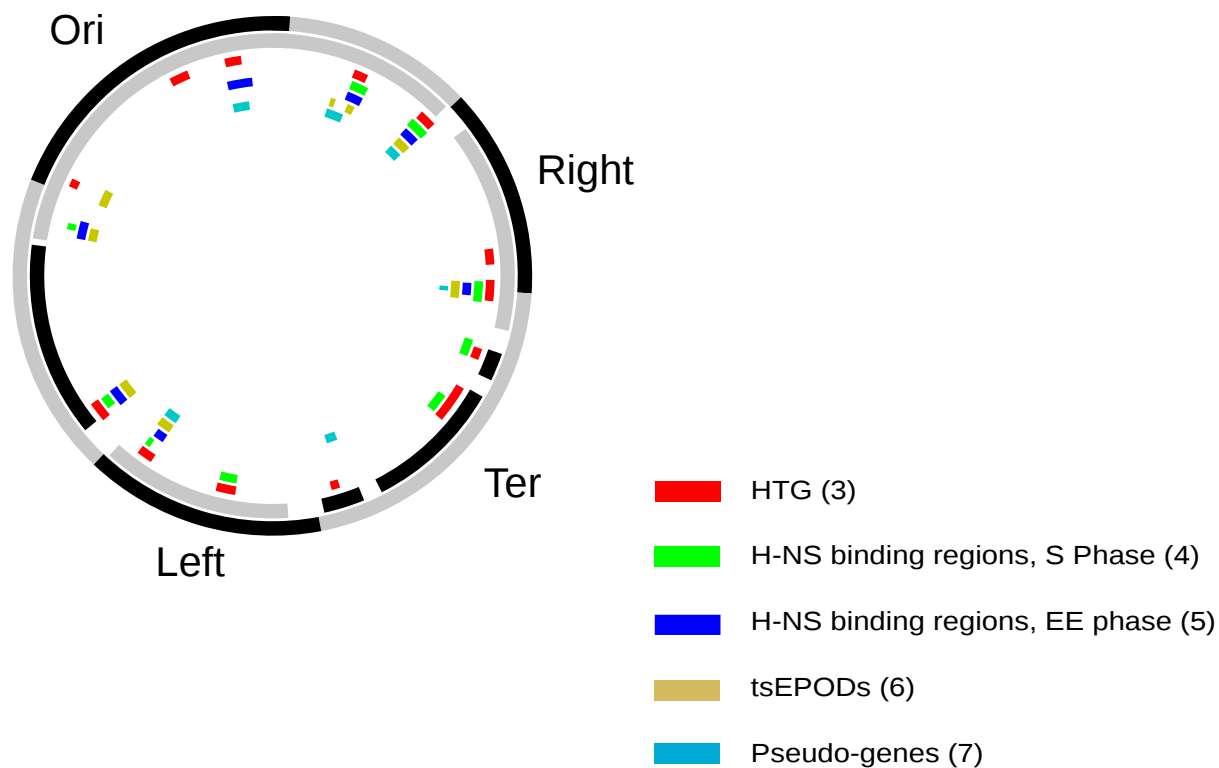 Ori
Right
Ter
Left
HTG (3)
H-NS binding regions, S Phase (4)
H-NS binding regions, EE phase (5)
tsEPODs (6)
Pseudo-genes (7)